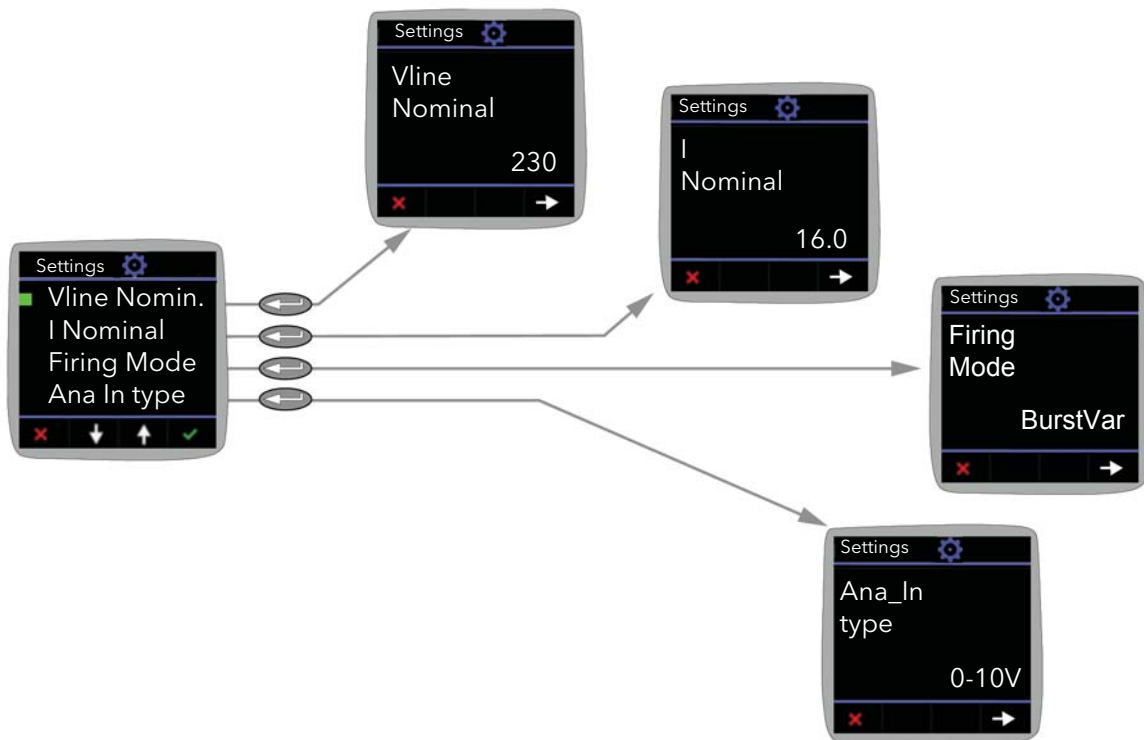 Settings
Vline
Nominal
230
Settings
I
Nominal
16.0
Settings
Vline Nomin.
I Nominal
Firing Mode
Ana In type
Settings
Firing
Mode
BurstVar
Settings
Ana_In
type
0-10V